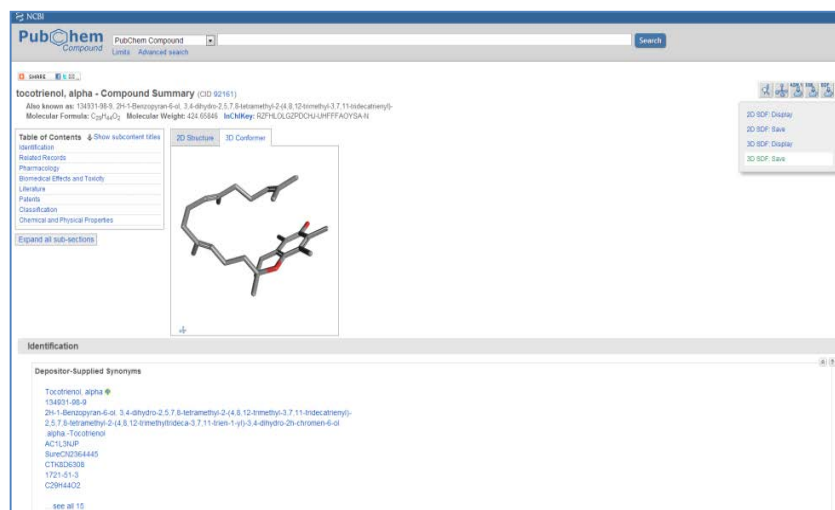 NCBI
PubChem
Compound
PubChem Compound
Search
Limits Advanced search
SHARE
tocotrienol, alpha - Compound Summary (CID 92161)
Also known as: 134931-98-9, 2H-1-Benzopyran-6-ol, 3,4-dihydro-2,5,7,8-tetramethyl-2-(4,8,12-trimethyl-3,7,11-tridecatrienyl)-
Molecular Formula: C29H44O2 Molecular Weight: 424.65846 InChIKey: RZFHLOLGZPDCHJ-UHFFFAOYSA-N
2D SDF: Display
2D SDF: Save
3D SDF: Display
3D SDF: Save
Table of Contents Show subcontent titles
Identification
Related Records
Pharmacology
Biomedical Effects and Toxicity
Literature
Patents
Classification
Chemical and Physical Properties
Expand all sub-sections
2D Structure 3D Conformer
Identification
Depositor-Supplied Synonyms
Tocotrienol, alpha
134931-98-9
2H-1-Benzopyran-6-ol, 3,4-dihydro-2,5,7,8-tetramethyl-2-(4,8,12-trimethyl-3,7,11-tridecatrienyl)-
2,5,7,8-tetramethyl-2-(4,8,12-trimethyltrideca-3,7,11-trien-1-yl)-3,4-dihydro-2h-chromen-6-ol
.alpha.-Tocotrienol
AC1L3NJP
SureCN2364445
CTK8D6308
1721-51-3
C29H44O2
... see all 15